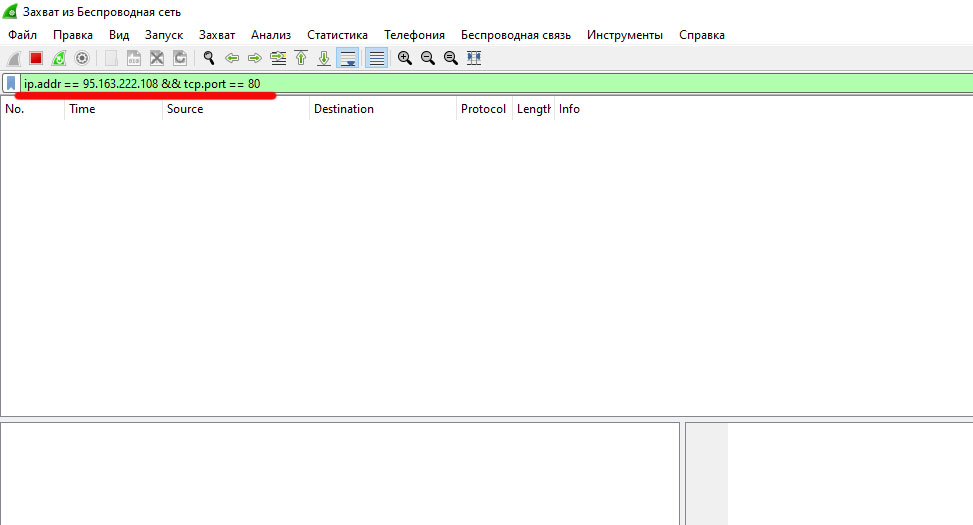 Захват из Беспроводная сеть
Файл Правка Вид Запуск Захват Анализ Статистика Телефония Беспроводная связь Инструменты Справка
ip.addr == 95.163.222.108 && tcp.port == 80
No. Time Source Destination Protocol Length Info